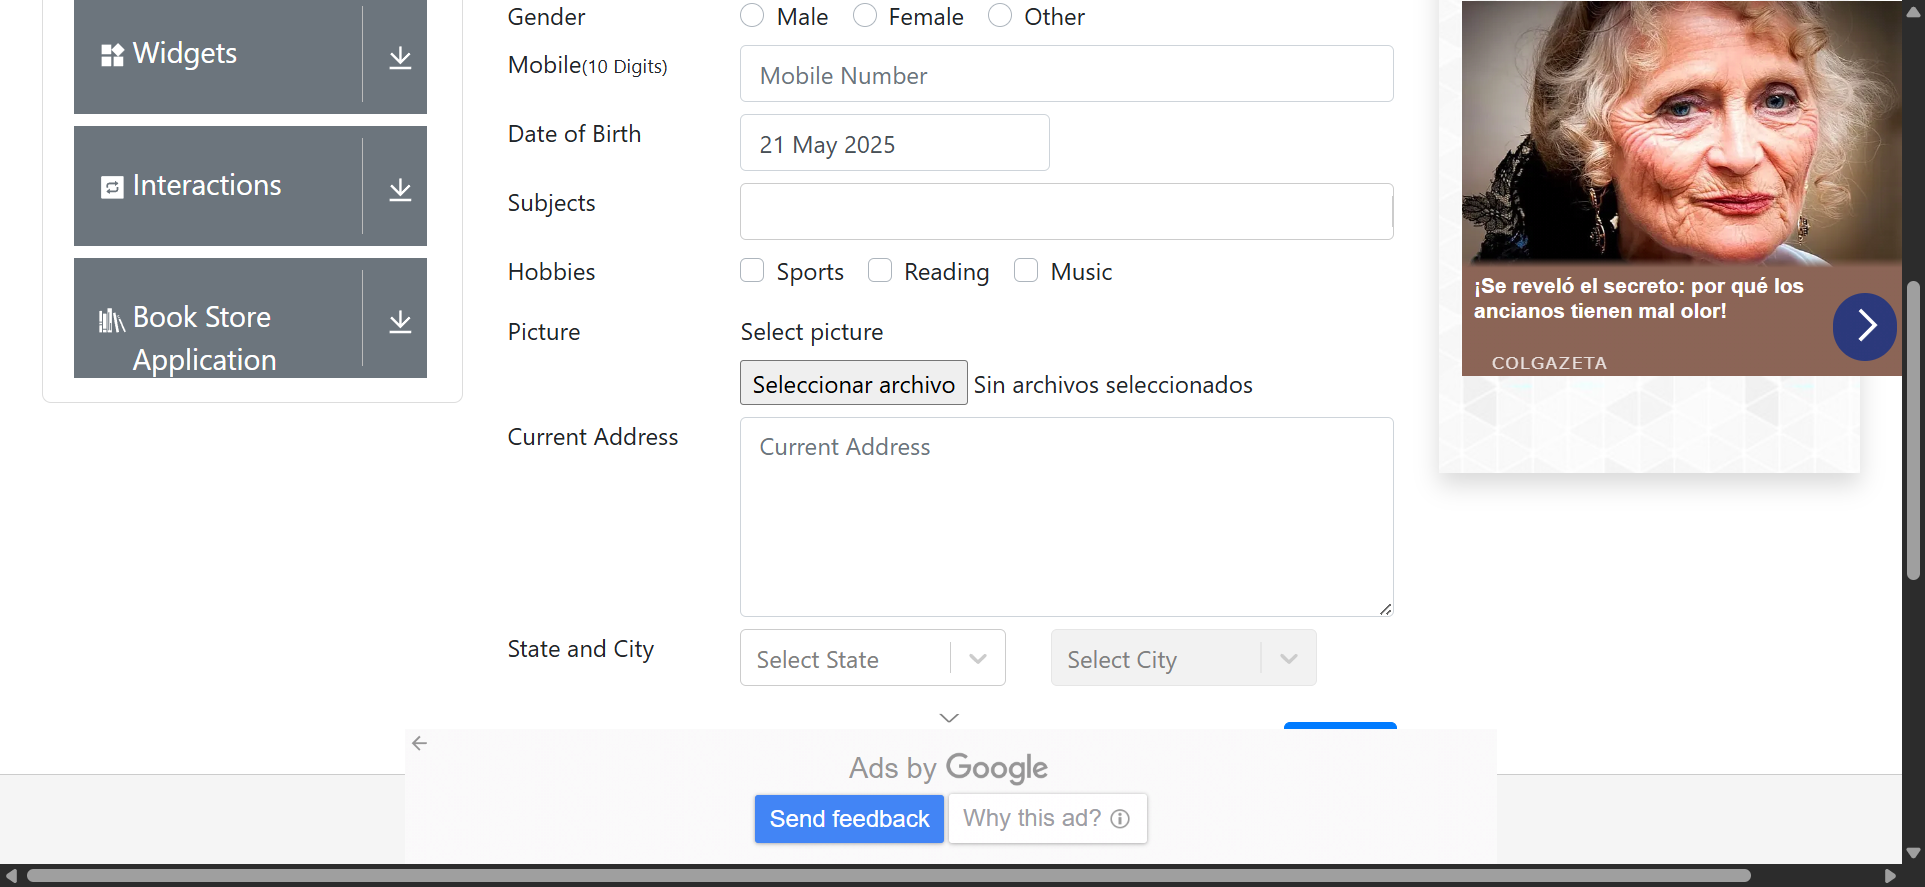 Widgets
Interactions
Book Store
Application
Gender
Male
Female
Other
Mobile(10 Digits)
Mobile Number
Date of Birth
21 May 2025
Subjects
Hobbies
Sports
Reading
Music
Picture
Select picture
Seleccionar archivo
Sin archivos seleccionados
Current Address
Current Address
State and City
Select State
Select City
¡Se reveló el secreto: por qué los
ancianos tienen mal olor!
COLGAZETA
Ads by Google
Send feedback
Why this ad?